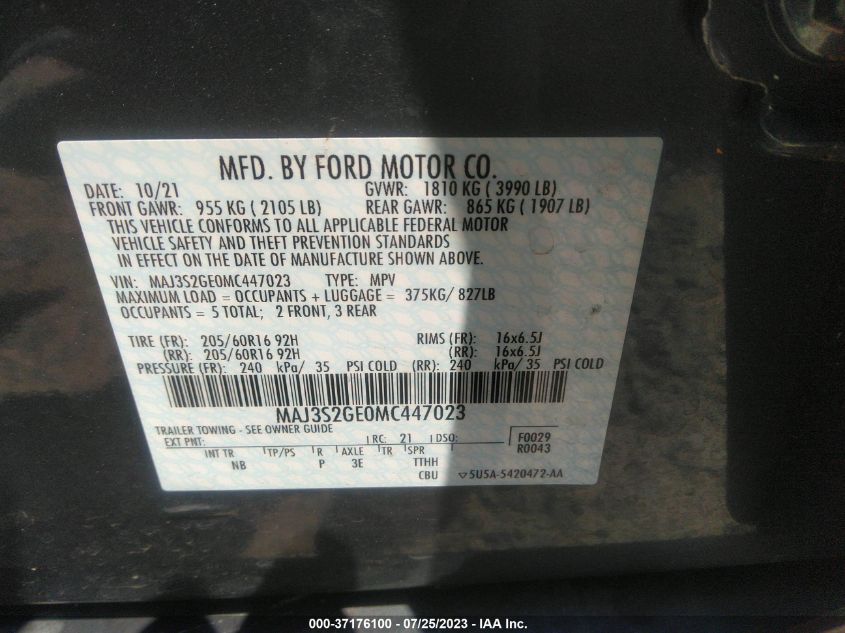 MFD. BY FORD MOTOR CO.
DATE: 10/21 GVWR: 1810 KG ( 3990 LB)
FRONT GAWR: 955 KG ( 2105 LB) REAR GAWR: 865 KG ( 1907 LB)
THIS VEHICLE CONFORMS TO ALL APPLICABLE FEDERAL MOTOR
VEHICLE SAFETY AND THEFT PREVENTION STANDARDS
IN EFFECT ON THE DATE OF MANUFACTURE SHOWN ABOVE.
VIN: MAJ3S2GE0MC447023 TYPE: MPV
MAXIMUM LOAD = OCCUPANTS + LUGGAGE = 375KG/ 827LB
OCCUPANTS = 5 TOTAL; 2 FRONT, 3 REAR
TIRE (FR): 205/60R16 92H RIMS (FR): 16x6.5J
(RR): 205/60R16 92H (RR): 16x6.5J
PRESSURE (FR): 240 kPa/ 35 PSI COLD (RR): 240 kPa/ 35 PSI COLD
MAJ3S2GE0MC447023
TRAILER TOWING - SEE OWNER GUIDE
EXT PNT: RC: 21 DSO: F0029
R0043
INT TR TP/PS R AXLE TR SPR
NB P 3E TTHH
CBU 5U5A-5420472-AA
000-37176100 / 07/25/2023 - IAA Inc.